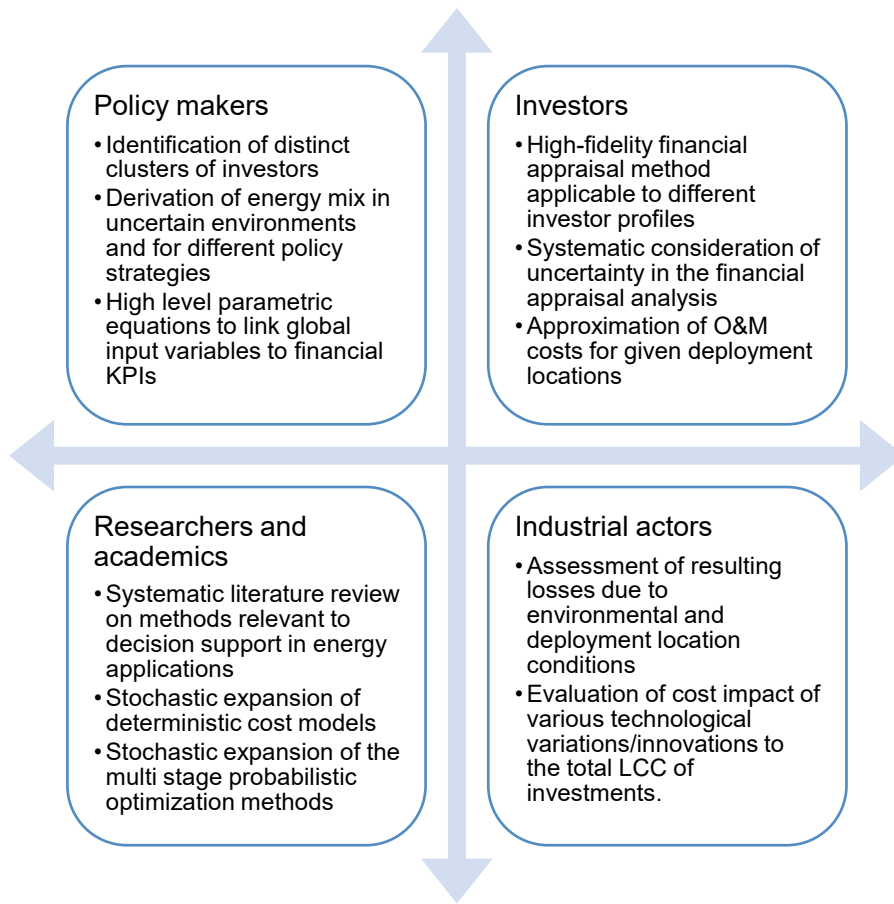 Policy makers
• Identification of distinct
clusters of investors
• Derivation of energy mix in
uncertain environments
and for different policy
strategies
• High level parametric
equations to link global
input variables to financial
KPIs
Investors
• High-fidelity financial
appraisal method
applicable to different
investor profiles
• Systematic consideration of
uncertainty in the financial
appraisal analysis
• Approximation of O&M
costs for given deployment
locations
Researchers and
academics
• Systematic literature review
on methods relevant to
decision support in energy
applications
• Stochastic expansion of
deterministic cost models
• Stochastic expansion of the
multi stage probabilistic
optimization methods
Industrial actors
• Assessment of resulting
losses due to
environmental and
deployment location
conditions
• Evaluation of cost impact of
various technological
variations/innovations to
the total LCC of
investments.